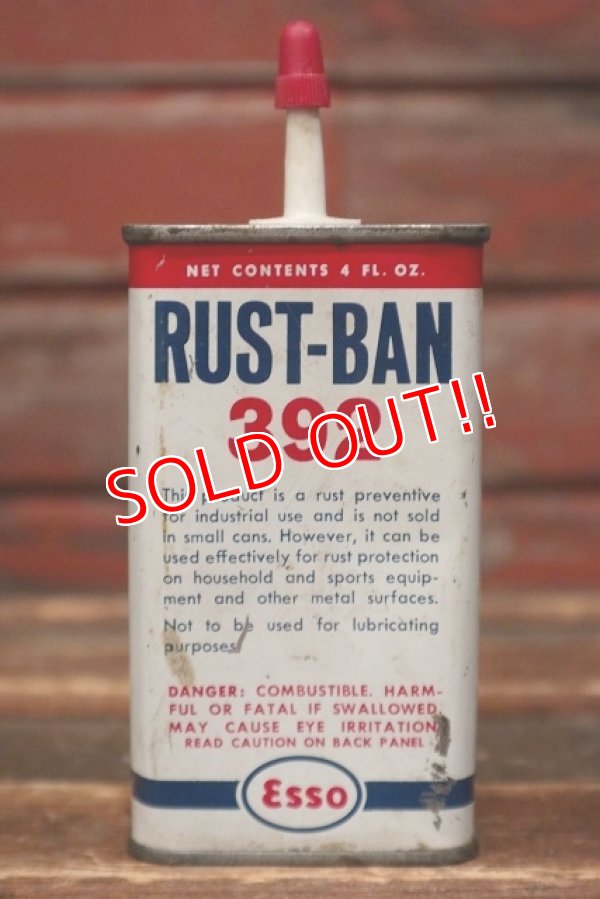 NET CONTENTS 4 FL. OZ.
RUST-BAN
392
SOLD OUT!!
This product is a rust preventive
for industrial use and is not sold
in small cans. However, it can be
used effectively for rust protection
on household and sports equip-
ment and other metal surfaces.
Not to be used for lubricating
purposes.
DANGER: COMBUSTIBLE. HARM-
FUL OR FATAL IF SWALLOWED.
MAY CAUSE EYE IRRITATION.
READ CAUTION ON BACK PANEL
Esso